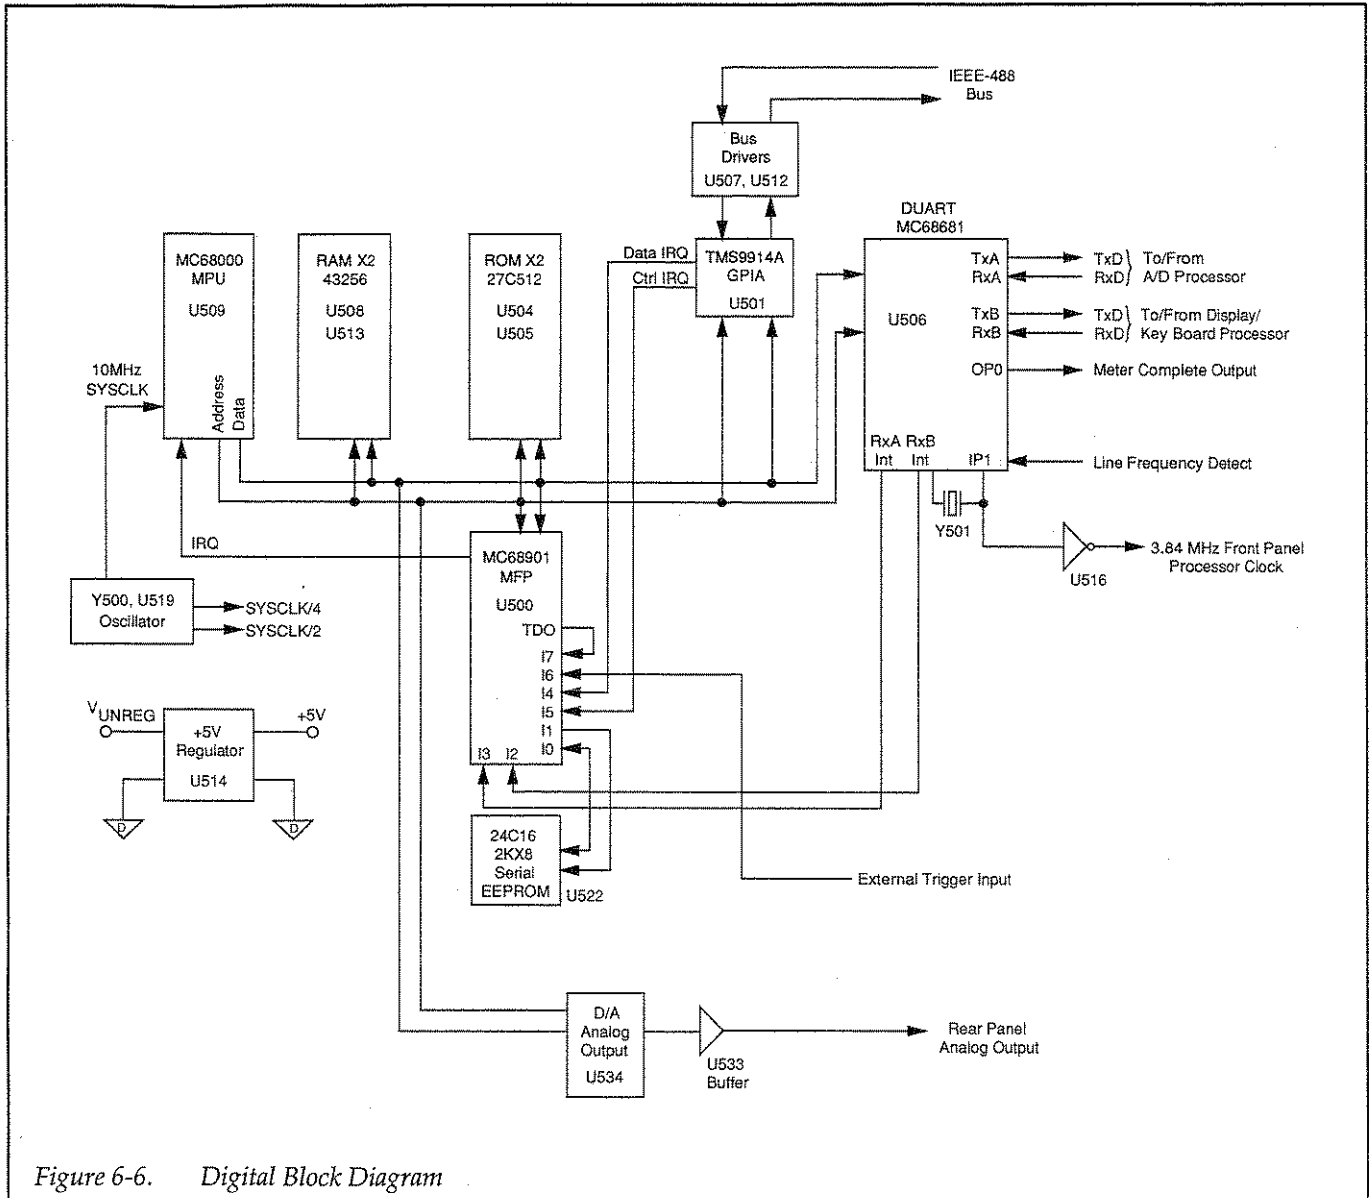 IEEE-488
Bus
Bus
Drivers
U507, U512
DUART
MC68681
MC68000
MPU
U509
Address
Data
RAM X2
43256
U508
U513
ROM X2
27C512
U504
U505
Data IRQ
Ctrl IRQ
TMS9914A
GPIA
U501
U506
TxA
RxA
TxB
RxB
OP0
RxA RxB
Int Int
IP1
TxD } To/From
RxD } A/D Processor
TxD } To/From Display/
RxD } Key Board Processor
Meter Complete Output
Line Frequency Detect
10MHz
SYSCLK
Y501
U516
3.84 MHz Front Panel
Processor Clock
IRQ
MC68901
MFP
U500
TDO
I7
I6
I4
I5
I1
I0
I3 I2
Y500, U519
Oscillator
SYSCLK/4
SYSCLK/2
VUNREG
+5V
+5V
Regulator
U514
D
D
24C16
2KX8
Serial
EEPROM
U522
External Trigger Input
D/A
Analog
Output
U534
U533
Buffer
Rear Panel
Analog Output
Figure 6-6. Digital Block Diagram